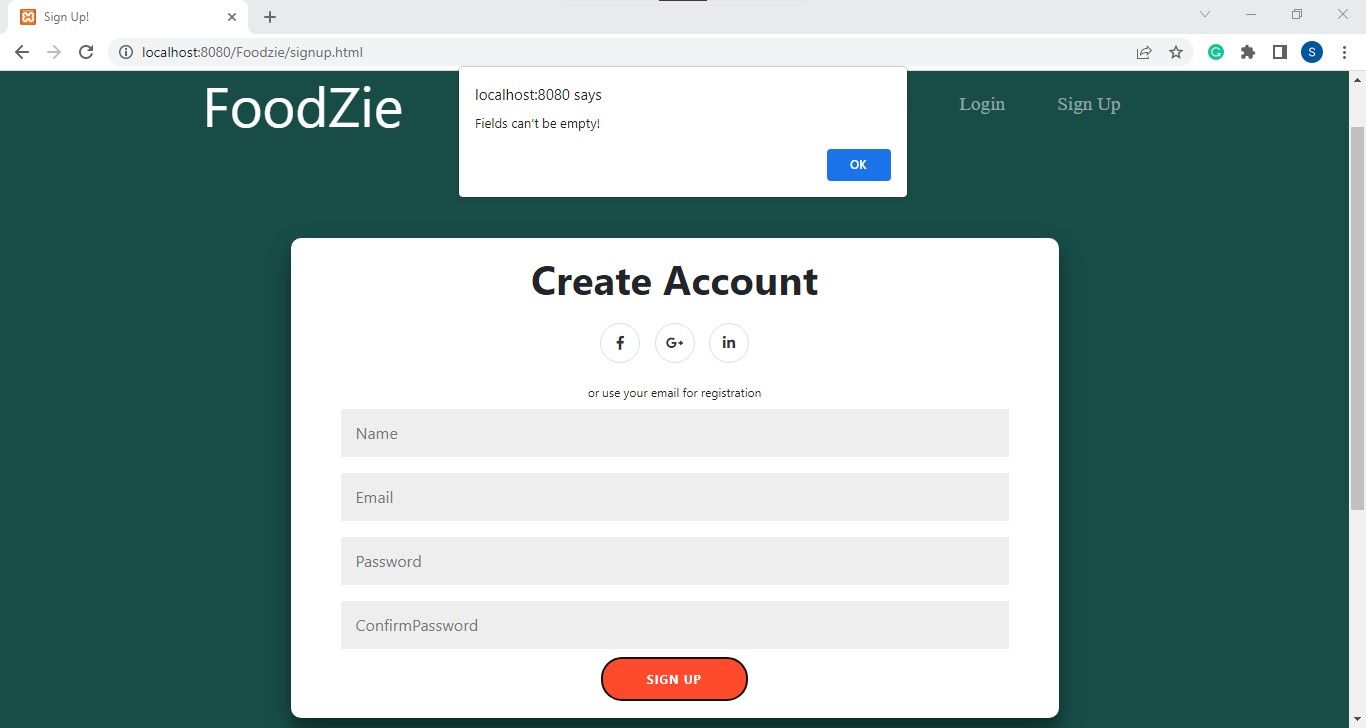 Sign Up!
localhost:8080/Foodzie/signup.html
S
FoodZie
Login Sign Up
localhost:8080 says
Fields can't be empty!
OK
Create Account
f G+ in
or use your email for registration
Name
Email
Password
ConfirmPassword
SIGN UP